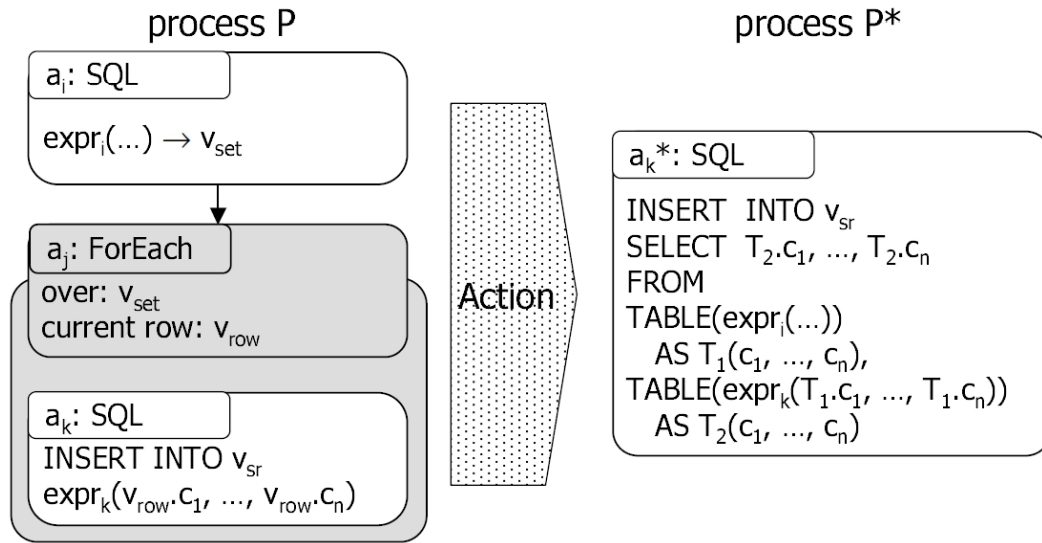 process P
a_i: SQL
expr_i(...) → v_set
a_j: ForEach
over: v_set
current row: v_row
a_k: SQL
INSERT INTO v_sr
expr_k(v_row.c_1, ..., v_row.c_n)
Action
process P*
a_k*: SQL
INSERT INTO v_sr
SELECT T_2.c_1, ..., T_2.c_n
FROM
TABLE(expr_i(...))
AS T_1(c_1, ..., c_n),
TABLE(expr_k(T_1.c_1, ..., T_1.c_n))
AS T_2(c_1, ..., c_n)